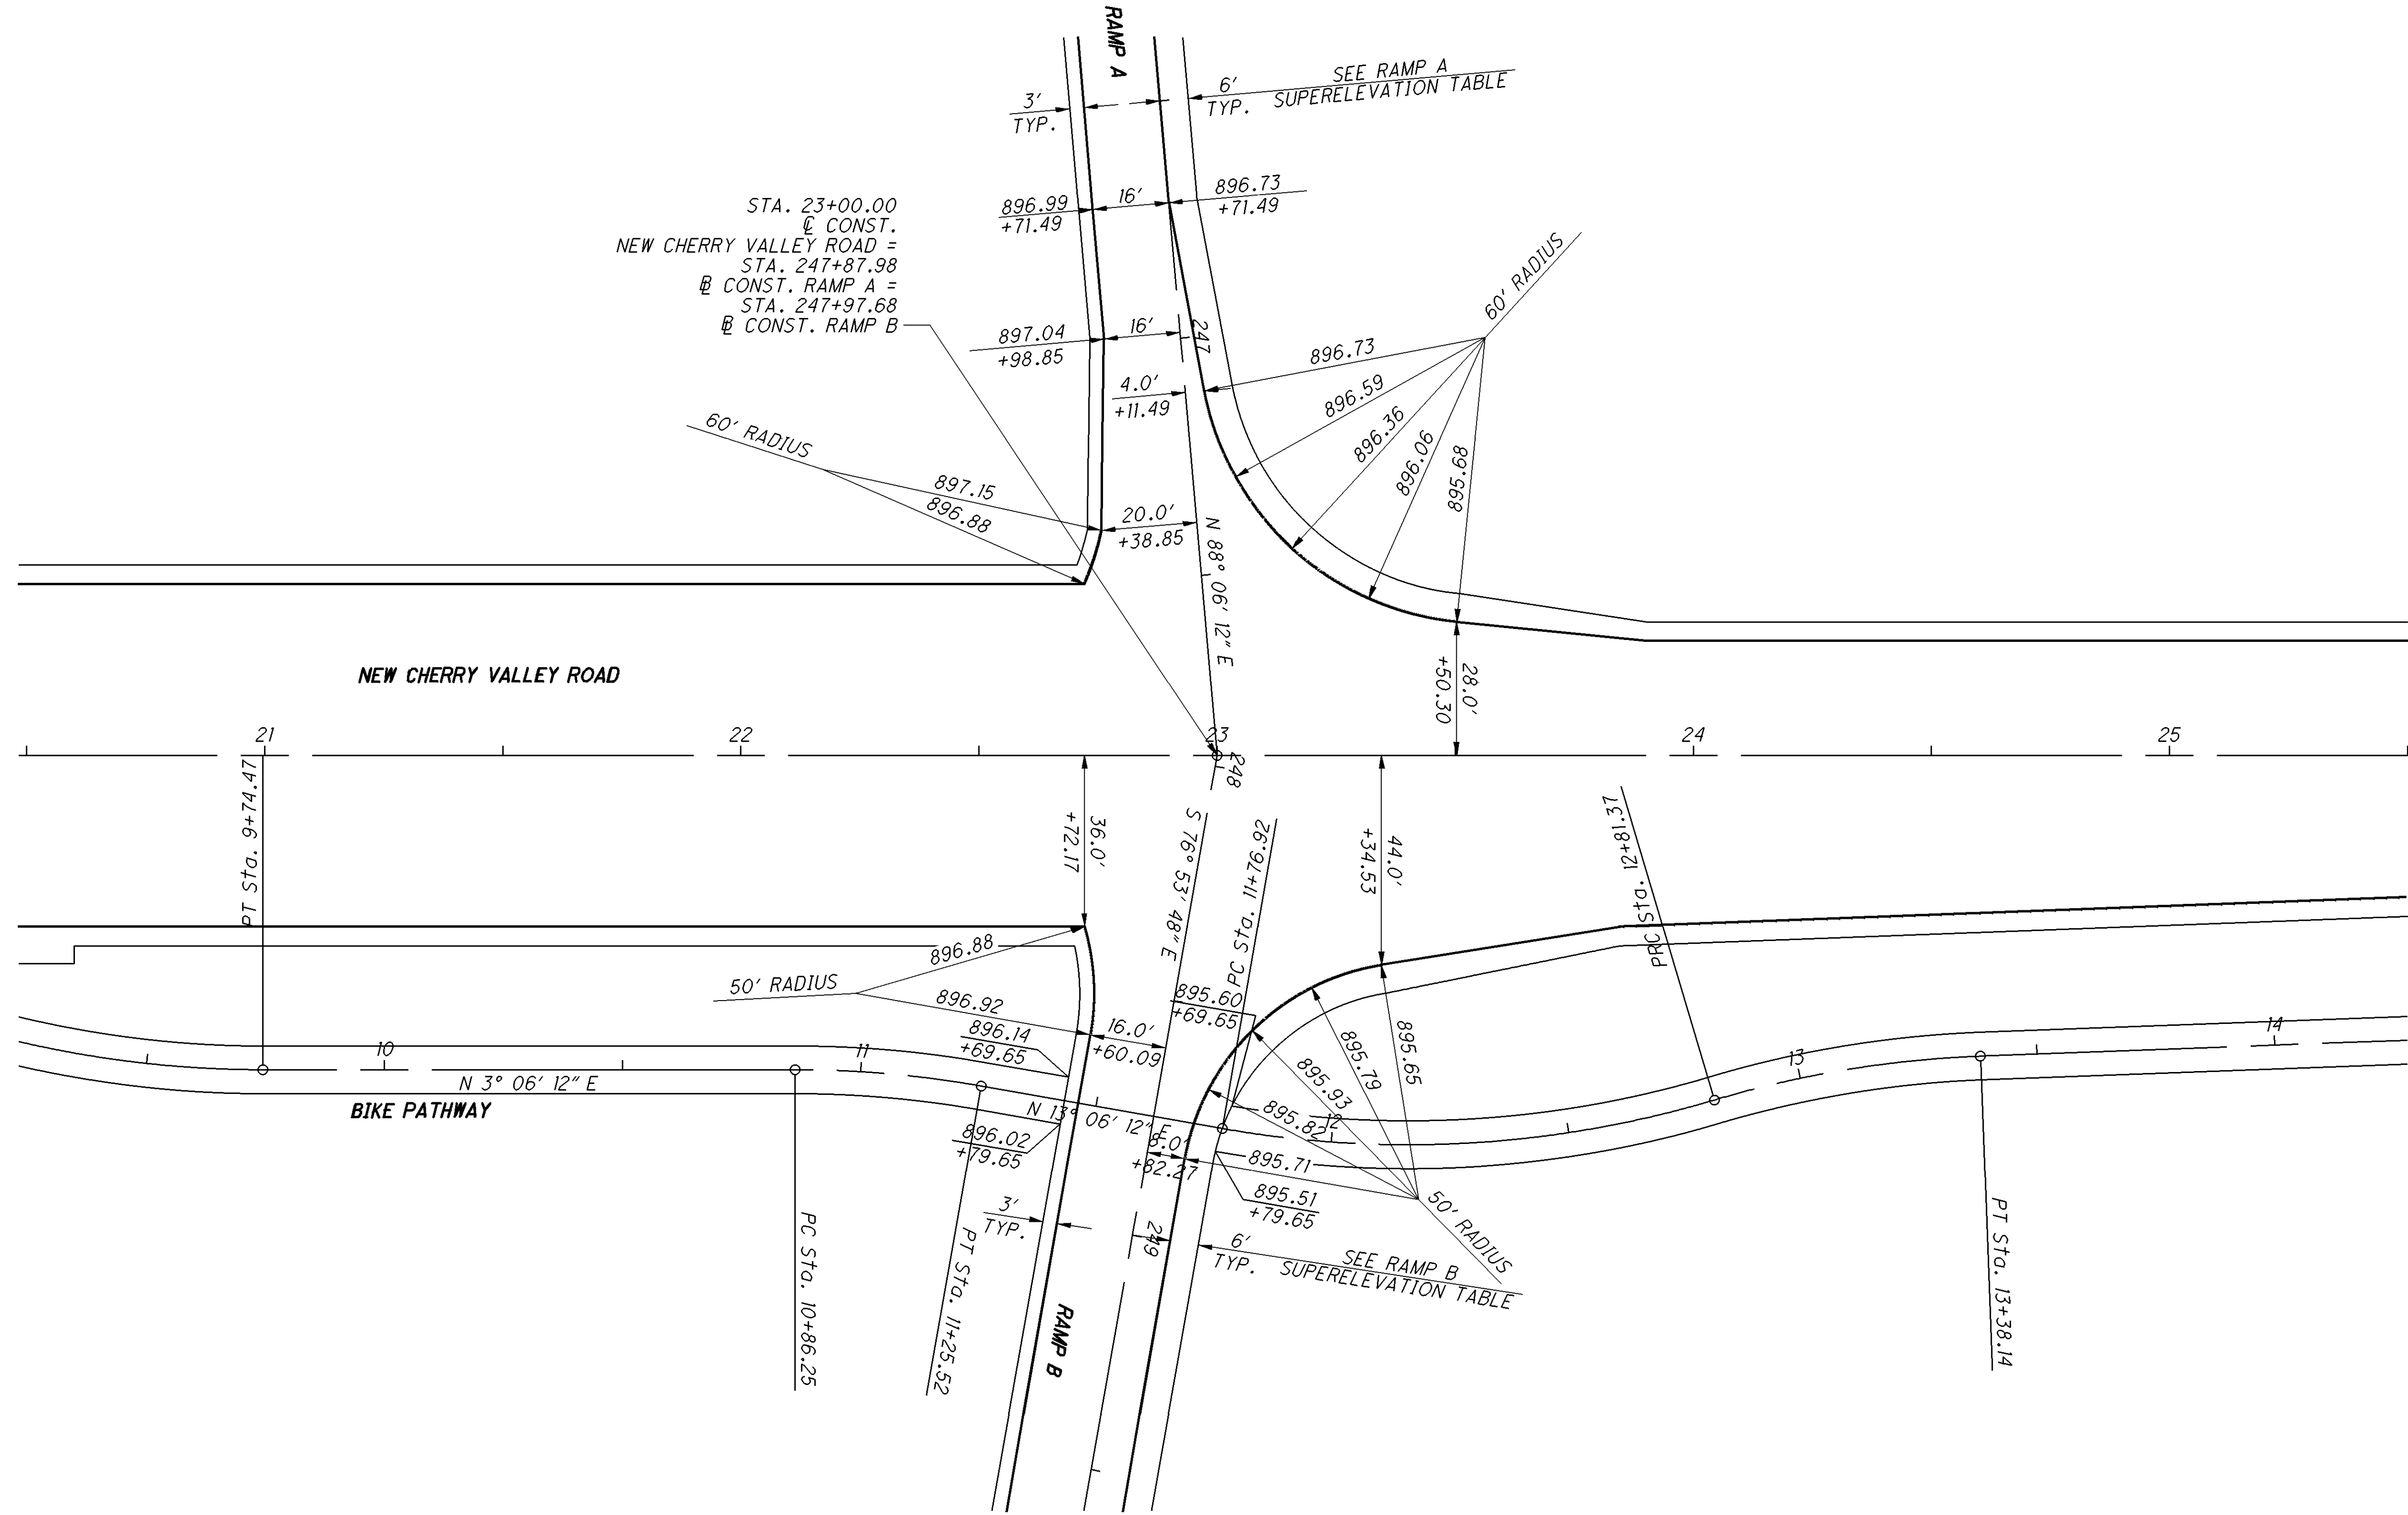 RAMP A
3' TYP.
6' TYP.
SEE RAMP A
SUPERELEVATION TABLE
STA. 23+00.00
℄ CONST.
NEW CHERRY VALLEY ROAD =
STA. 247+87.98
BL CONST. RAMP A =
STA. 247+97.68
BL CONST. RAMP B
896.99
+71.49
16'
896.73
+71.49
897.04
+98.85
16'
247
4.0'
+11.49
60' RADIUS
896.73
896.59
896.36
896.06
895.68
60' RADIUS
897.15
896.88
20.0'
+38.85
N 88° 06' 12" E
28.0'
+50.30
NEW CHERRY VALLEY ROAD
21
22
23
24
25
248
PT Sta. 9+74.47
36.0'
+72.17
S 76° 53' 48" E
PC Sta. 11+76.92
44.0'
+34.53
PRC Sta. 12+81.37
896.88
50' RADIUS
896.92
896.14
+69.65
16.0'
+60.09
895.60
+69.65
10
11
N 3° 06' 12" E
BIKE PATHWAY
N 13° 06' 12" E
896.02
+79.65
8.0'
+82.27
12
13
14
895.65
895.79
895.93
895.82
895.71
895.51
+79.65
50' RADIUS
3'
TYP.
249
6'
TYP.
SEE RAMP B
SUPERELEVATION TABLE
PC Sta. 10+86.25
PT Sta. 11+25.52
RAMP B
PT Sta. 13+38.14